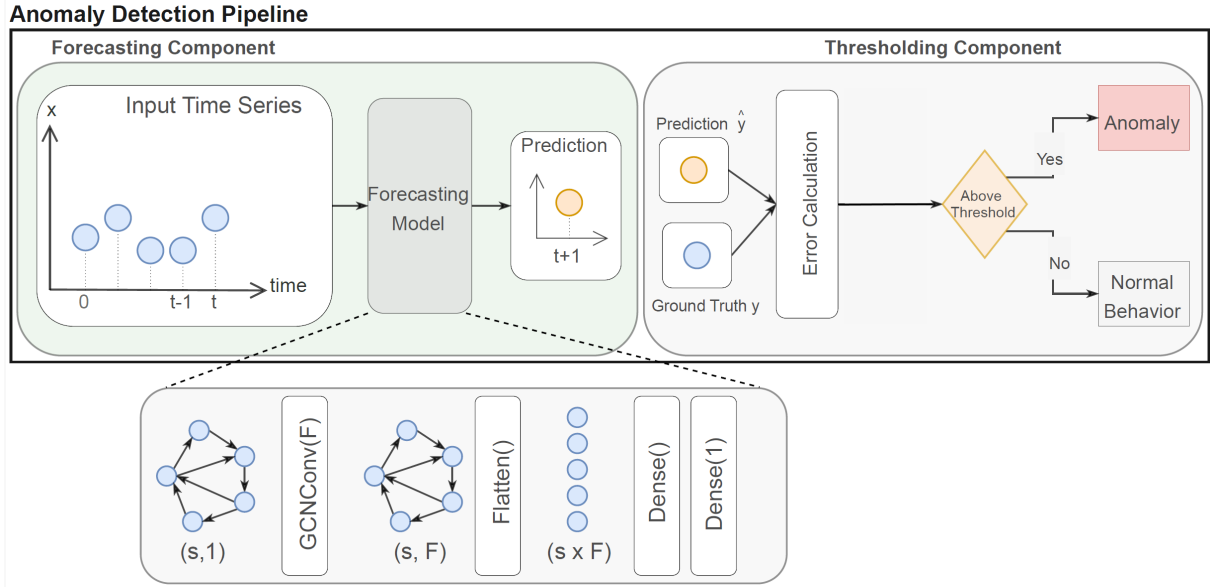 Anomaly Detection Pipeline
Forecasting Component
Input Time Series
x
0
t-1
t
time
Forecasting
Model
Prediction
t+1
Thresholding Component
Prediction ŷ
Ground Truth y
Error Calculation
Above
Threshold
Yes
No
Anomaly
Normal
Behavior
(s,1)
GCNConv(F)
(s, F)
Flatten()
(s x F)
Dense()
Dense(1)